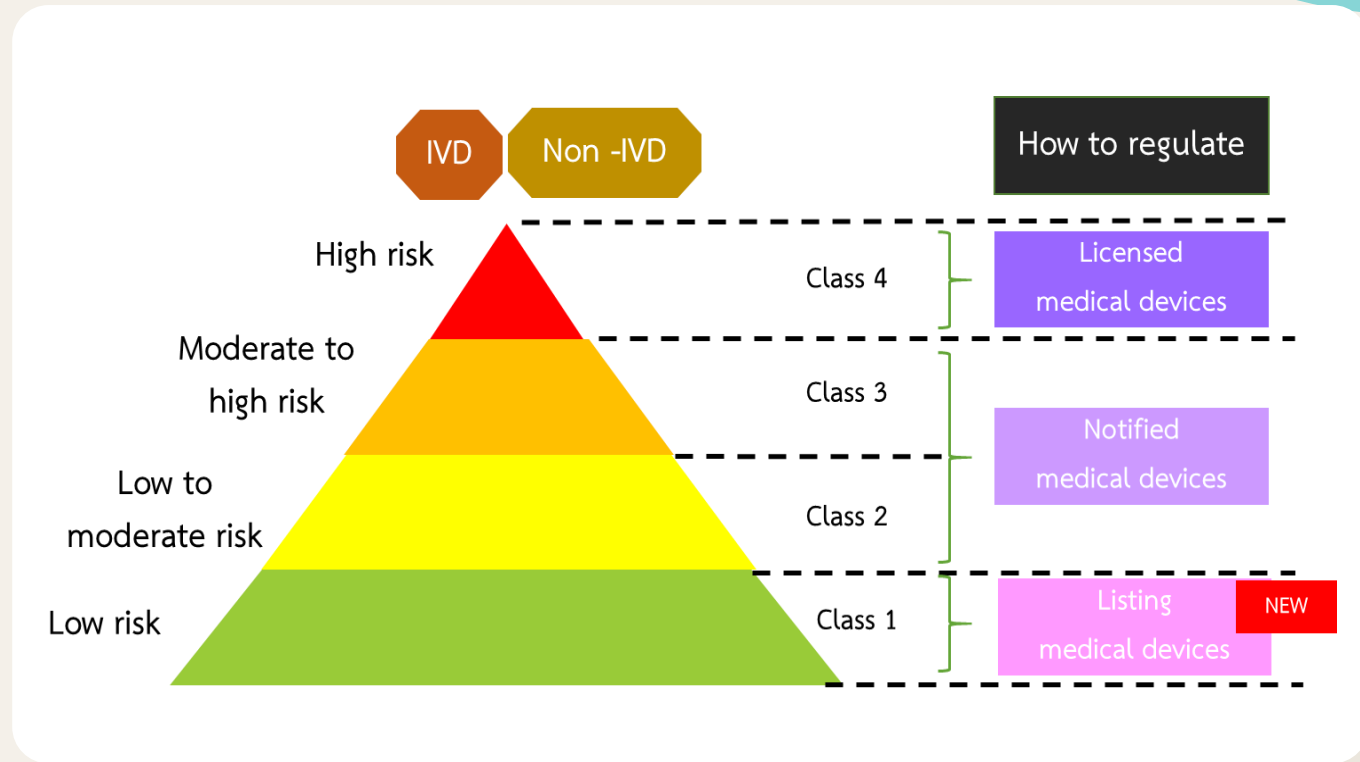 IVD
Non -IVD
How to regulate
High risk
Class 4
Licensed
medical devices
Moderate to
high risk
Class 3
Notified
medical devices
Low to
moderate risk
Class 2
Low risk
Class 1
Listing
medical devices
NEW